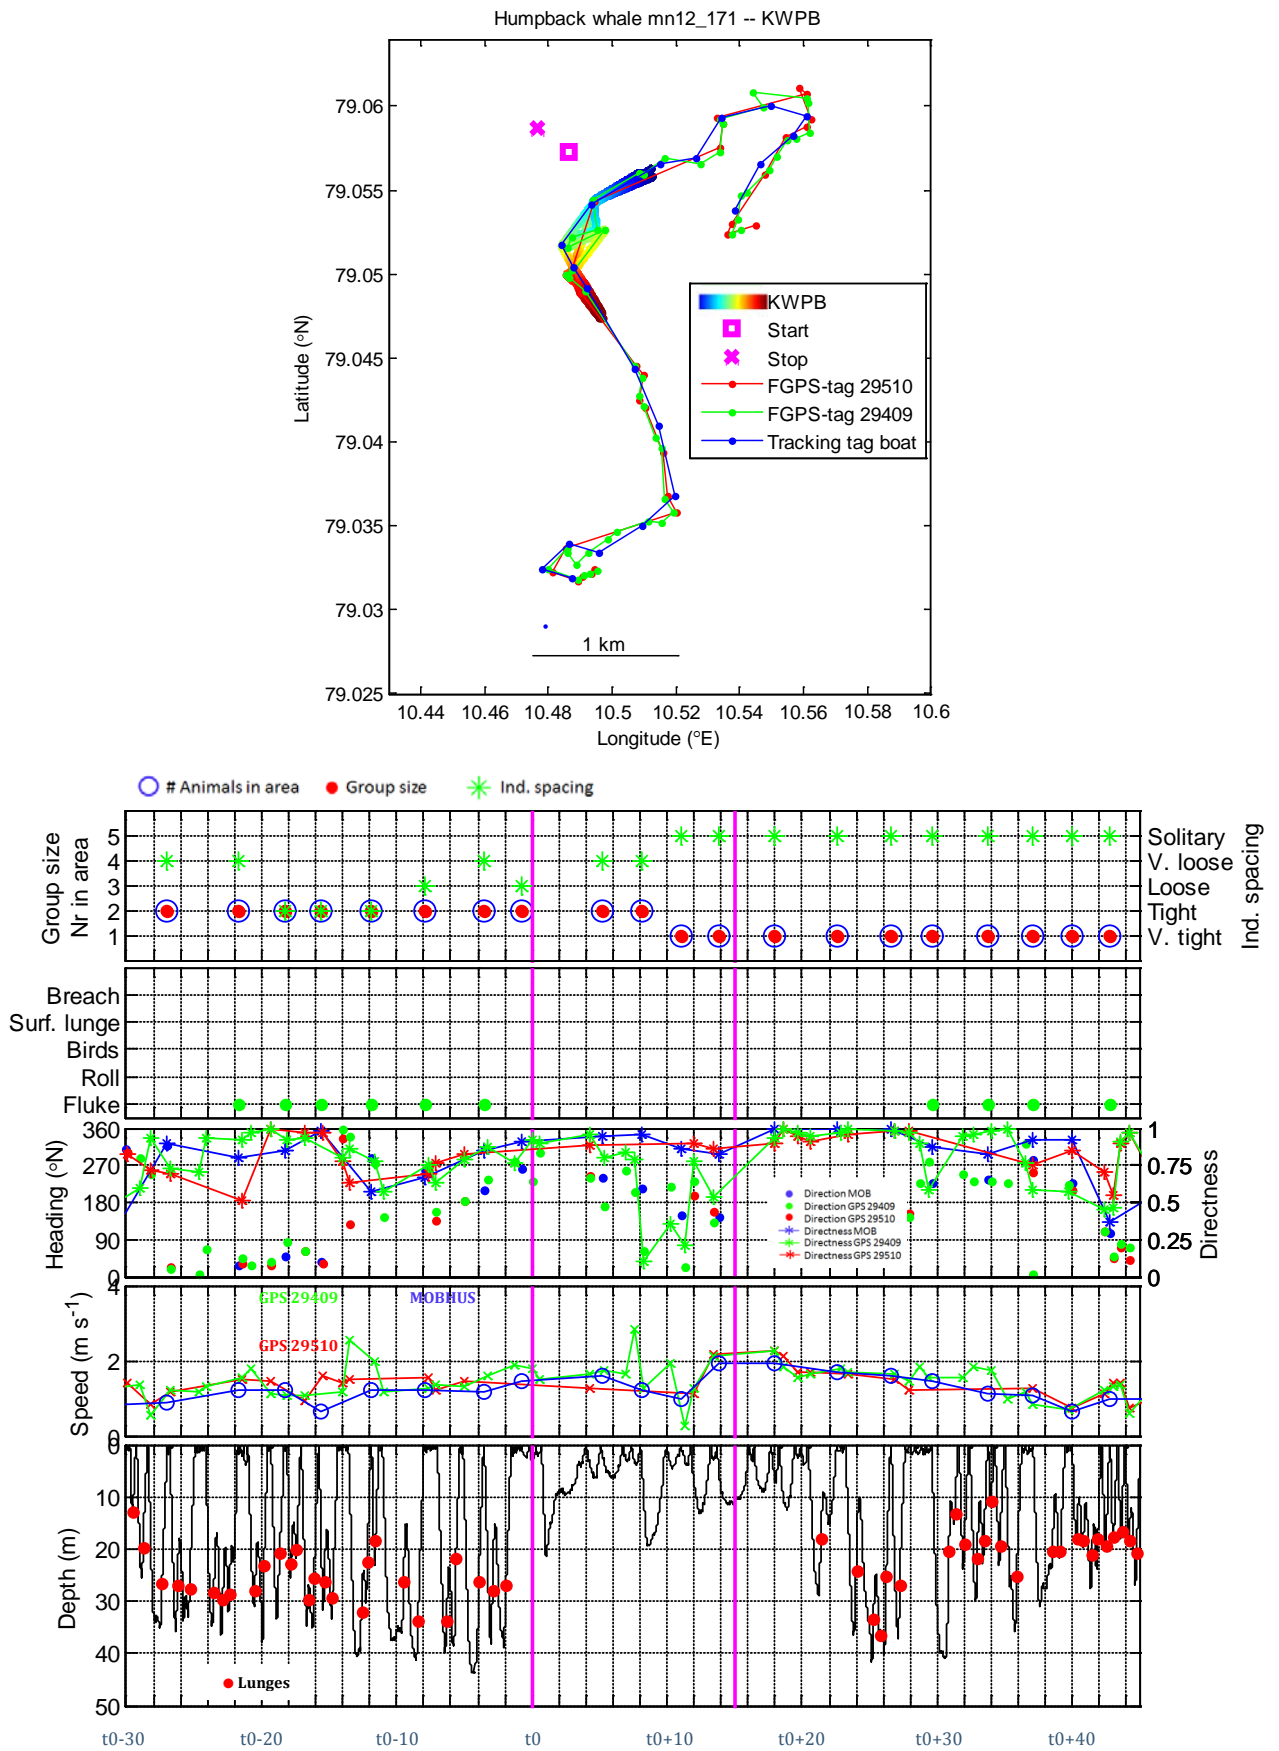 Humpback whale mn12_171 -- KWPB
79.06
79.055
79.05
79.045
79.04
79.035
79.03
79.025
Latitude (°N)
KWPB
Start
Stop
FGPS-tag 29510
FGPS-tag 29409
Tracking tag boat
1 km
10.44 10.46 10.48 10.5 10.52 10.54 10.56 10.58 10.6
Longitude (°E)
# Animals in area Group size Ind. spacing
Group size
Nr in area
5
4
3
2
1
Solitary
V. loose
Loose
Tight
V. tight
Ind. spacing
Breach
Surf. lunge
Birds
Roll
Fluke
Heading (°N)
360
270
180
90
0
1
0.75
0.5
0.25
0
Directness
Direction MOB
Direction GPS 29409
Direction GPS 29510
Directness MOB
Directness GPS 29409
Directness GPS 29510
Speed (m s-1)
4
2
0
GPS 29409 MOBHUS
GPS 29510
Depth (m)
0
10
20
30
40
50
Lunges
t0-30 t0-20 t0-10 t0 t0+10 t0+20 t0+30 t0+40